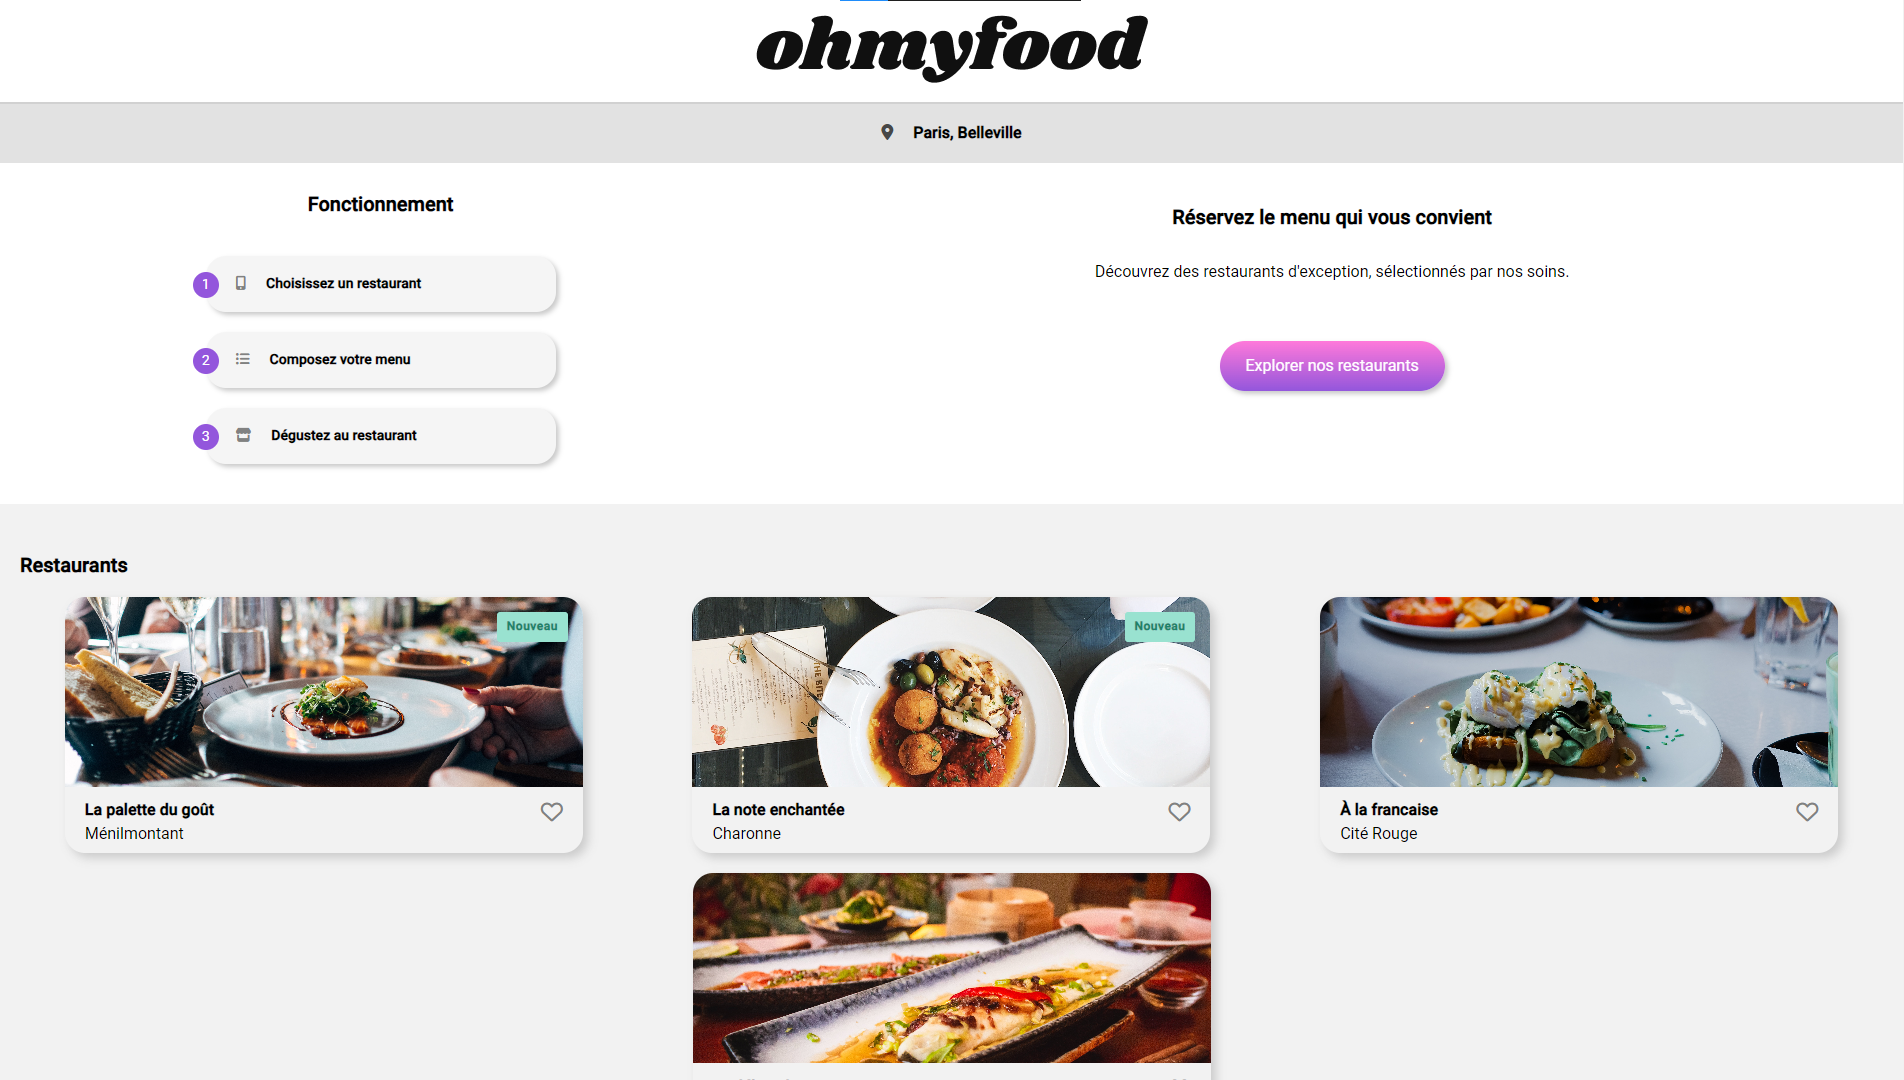 ohmyfood
Paris, Belleville
Fonctionnement
1 Choisissez un restaurant
2 Composez votre menu
3 Dégustez au restaurant
Réservez le menu qui vous convient
Découvrez des restaurants d'exception, sélectionnés par nos soins.
Explorer nos restaurants
Restaurants
Nouveau
La palette du goût
Ménilmontant
Nouveau
La note enchantée
Charonne
À la francaise
Cité Rouge